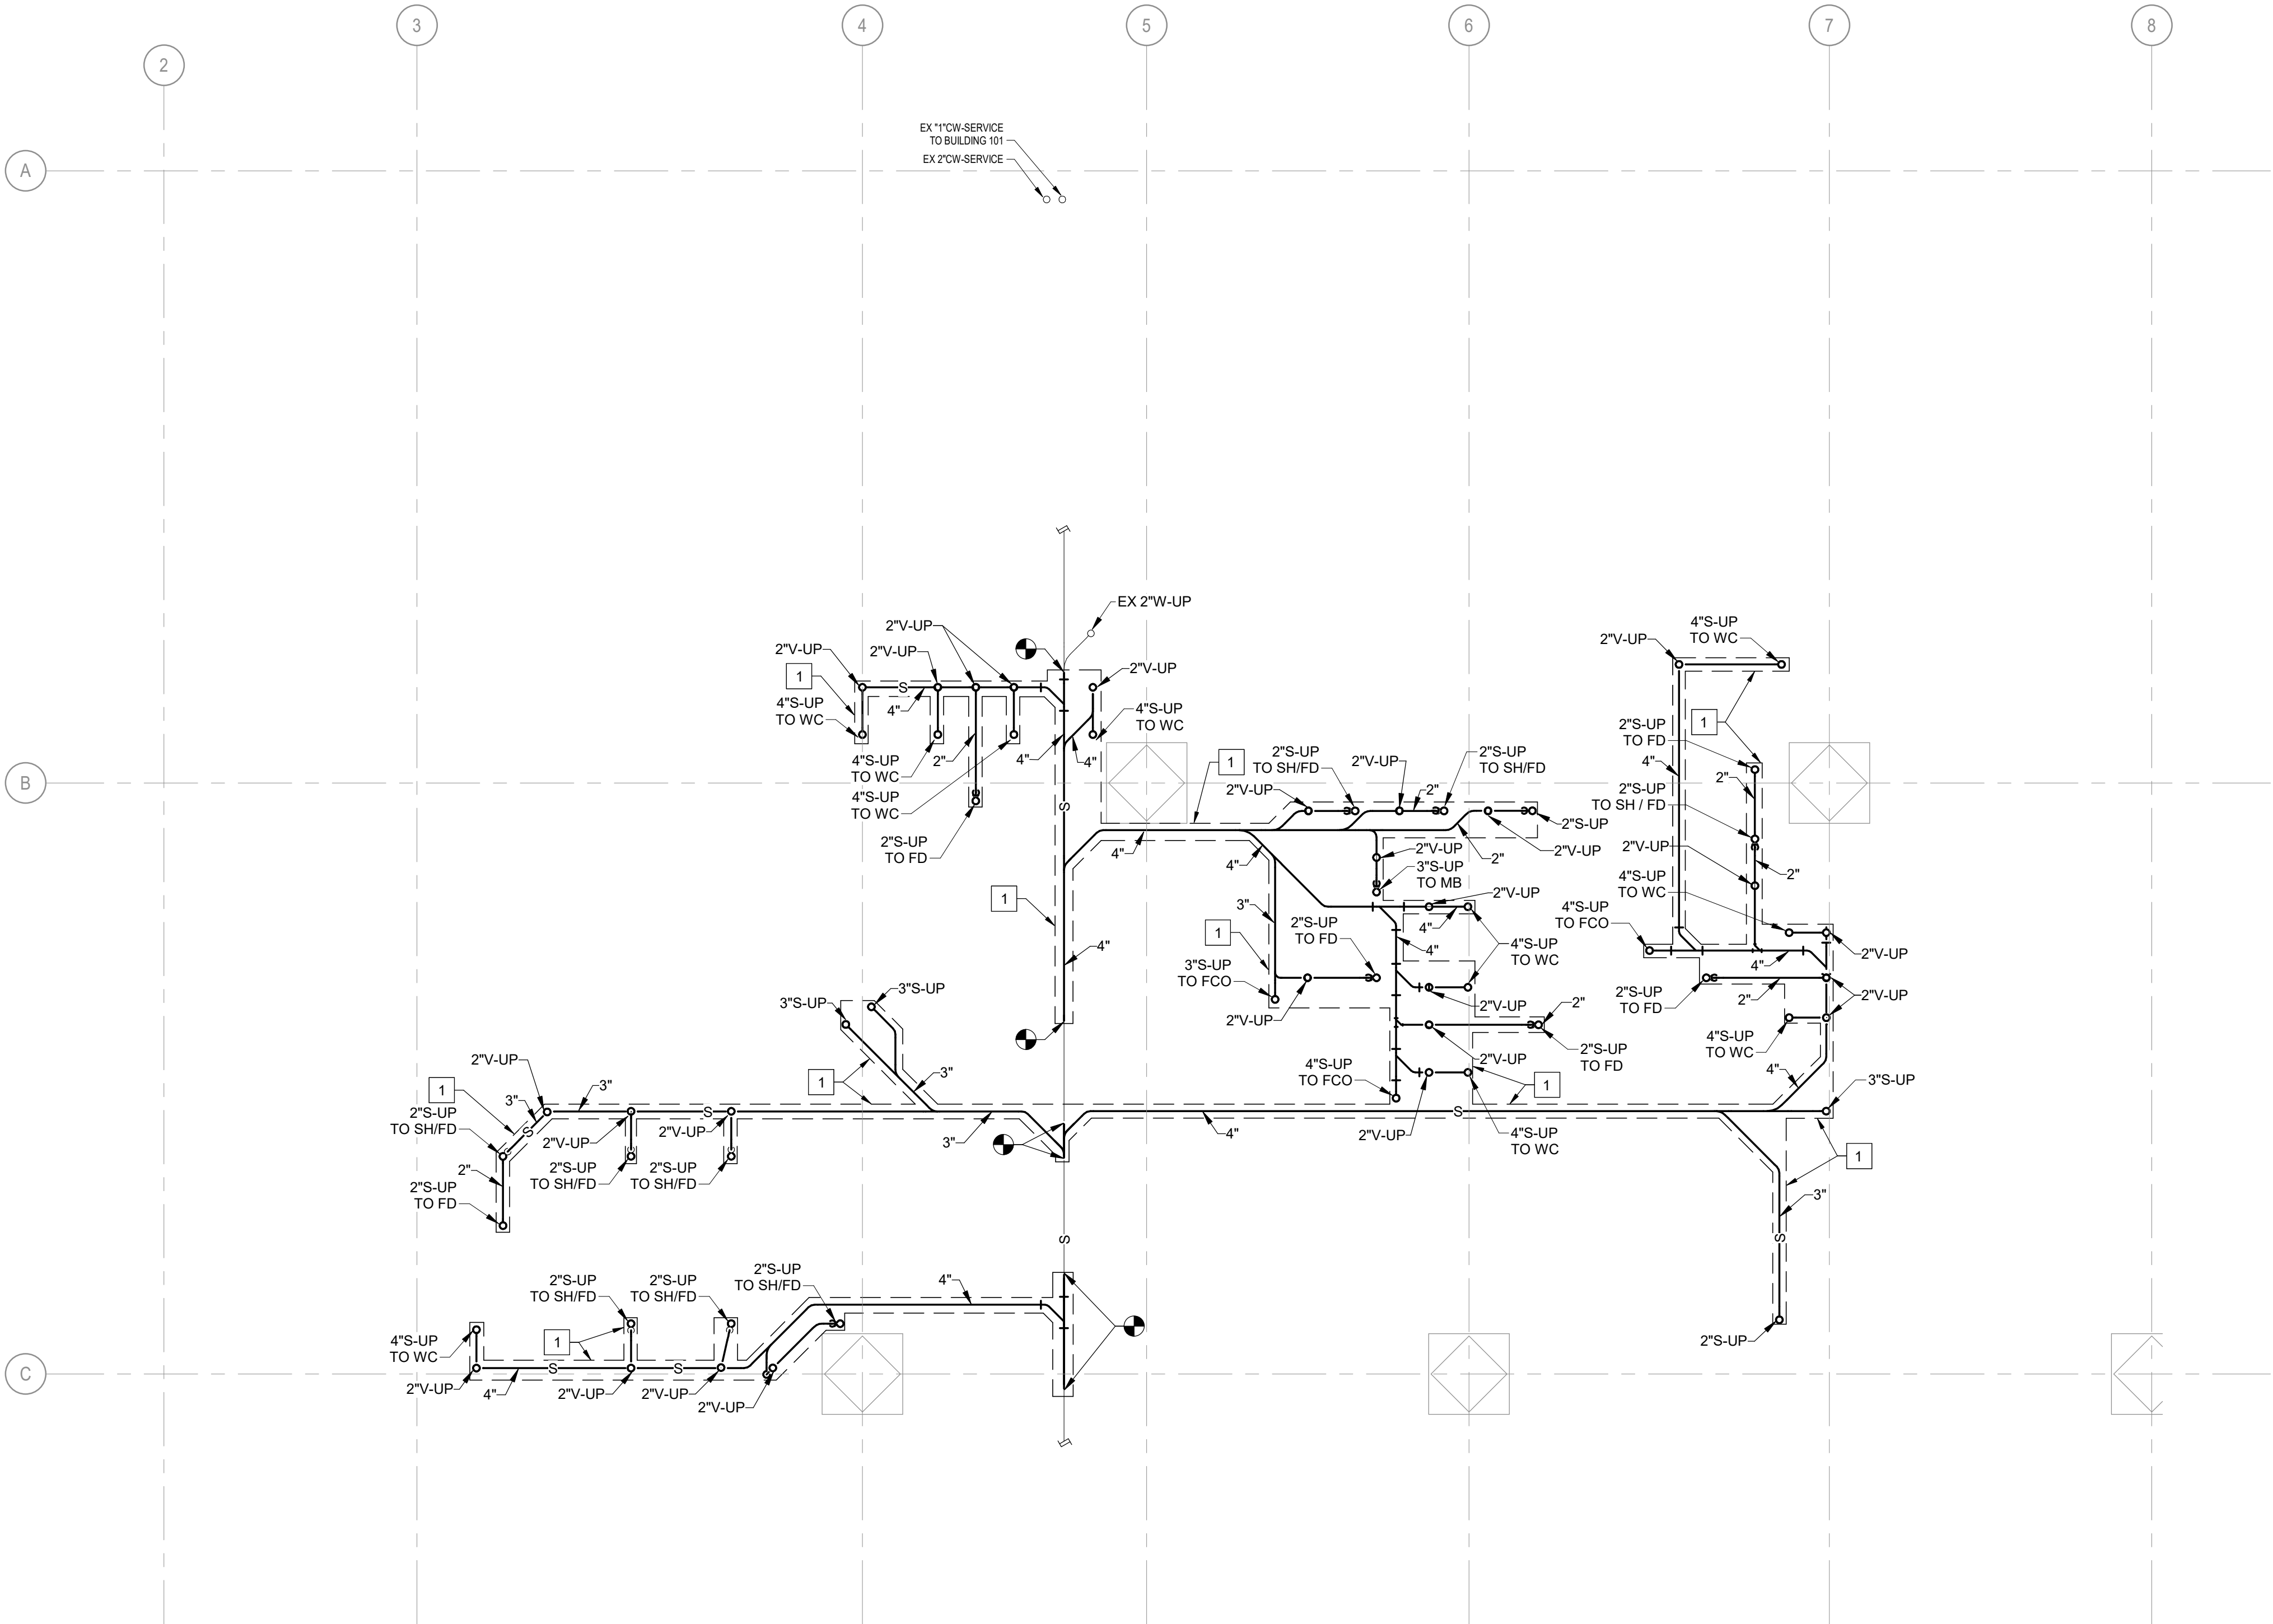 3
4
5
6
7
8
2
EX "1"CW-SERVICE
TO BUILDING 101
EX 2"CW-SERVICE
A
EX 2"W-UP
2"V-UP
2"V-UP
2"V-UP
1
4"S-UP
TO WC
S
4"
2"V-UP
4"S-UP
TO WC
4"S-UP
TO WC
2"
4"
4"
4"S-UP
TO WC
S
2"S-UP
TO FD
2"V-UP
4"S-UP
TO WC
2"S-UP
TO FD
1
4"
2"
2"S-UP
TO SH / FD
2"V-UP
2"
4"S-UP
TO WC
4"S-UP
TO FCO
4"
2"V-UP
2"S-UP
TO FD
2"
2"V-UP
4"S-UP
TO WC
4"
3"S-UP
B
1
2"S-UP
TO SH/FD
2"V-UP
2"S-UP
TO SH/FD
2"V-UP
2"
2"S-UP
4"
4"
2"V-UP
2"
2"V-UP
3"S-UP
TO MB
2"V-UP
1
3"
2"S-UP
TO FD
4"
4"
4"S-UP
TO WC
1
4"
3"S-UP
TO FCO
2"V-UP
2"V-UP
2"
2"V-UP
2"S-UP
TO FD
4"S-UP
TO FCO
1
3"S-UP
3"S-UP
1
3"
2"V-UP
1
3"
3"
S
2"S-UP
TO SH/FD
2"V-UP
2"V-UP
S
3"
4"
S
2"V-UP
4"S-UP
TO WC
1
2"
2"S-UP
TO FD
2"S-UP
TO SH/FD
2"S-UP
TO SH/FD
3"
S
S
2"S-UP
2"S-UP
TO SH/FD
2"S-UP
TO SH/FD
2"S-UP
TO SH/FD
4"
4"S-UP
TO WC
1
C
2"V-UP
4"
S
2"V-UP
S
2"V-UP
2"V-UP